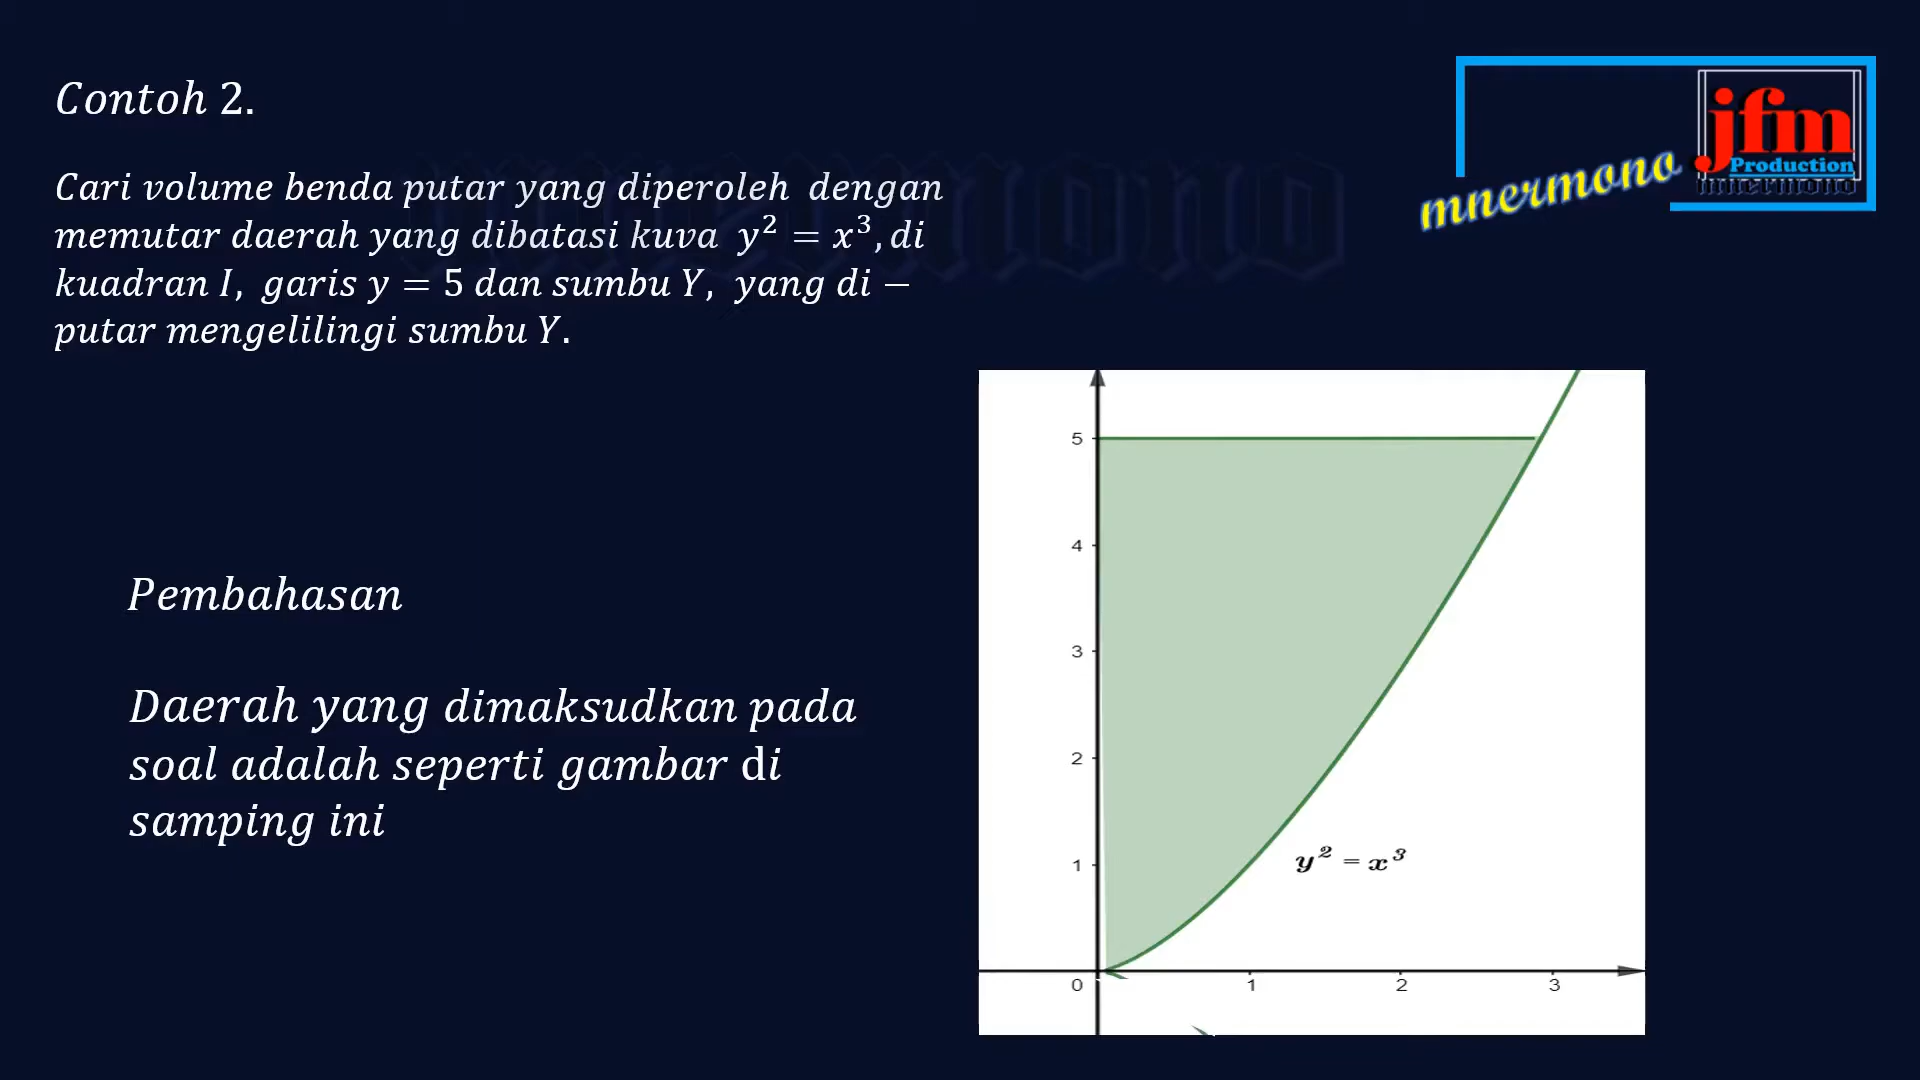 Contoh 2.
Cari volume benda putar yang diperoleh dengan
memutar daerah yang dibatasi kuva y² = x³, di
kuadran I, garis y = 5 dan sumbu Y, yang di −
putar mengelilingi sumbu Y.
jfm
Production
mnermono
mnermono
Pembahasan
Daerah yang dimaksudkan pada
soal adalah seperti gambar di
samping ini
5
4
3
2
1
y² = x³
0 1 2 3